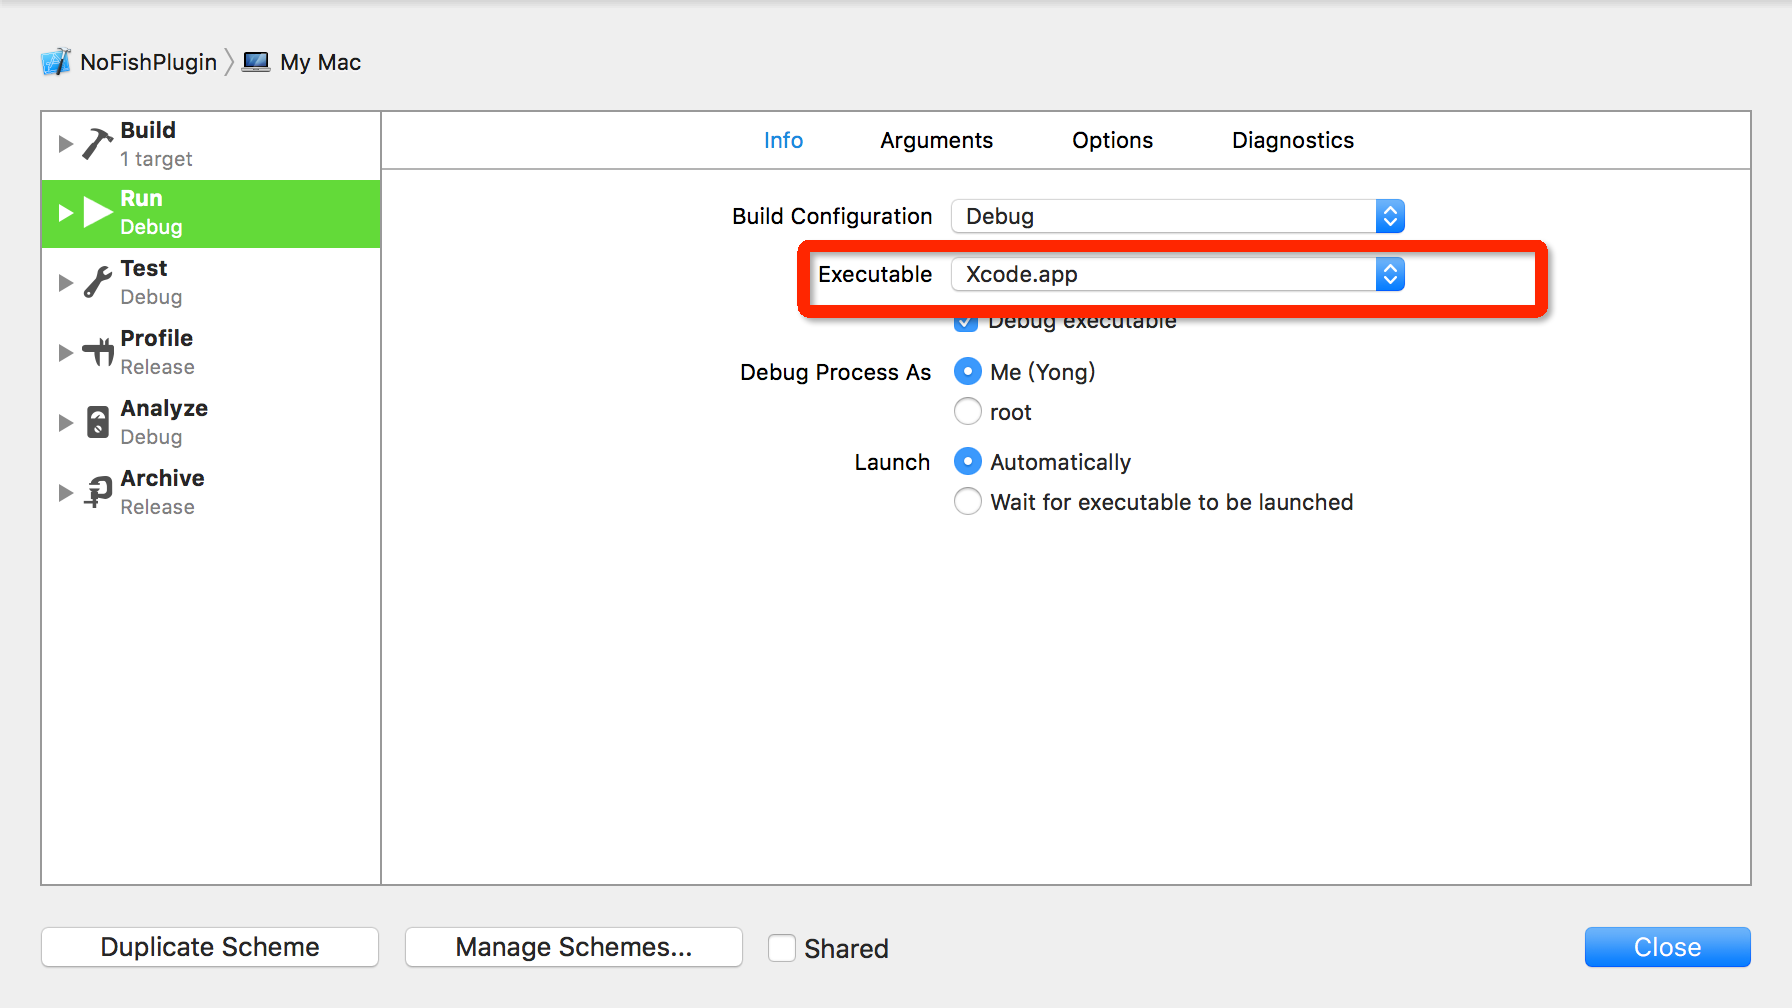 NoFishPlugin My Mac
Build
1 target
Run
Debug
Test
Debug
Profile
Release
Analyze
Debug
Archive
Release
Info Arguments Options Diagnostics
Build Configuration Debug
Executable Xcode.app
Debug executable
Debug Process As Me (Yong)
root
Launch Automatically
Wait for executable to be launched
Duplicate Scheme Manage Schemes... Shared Close